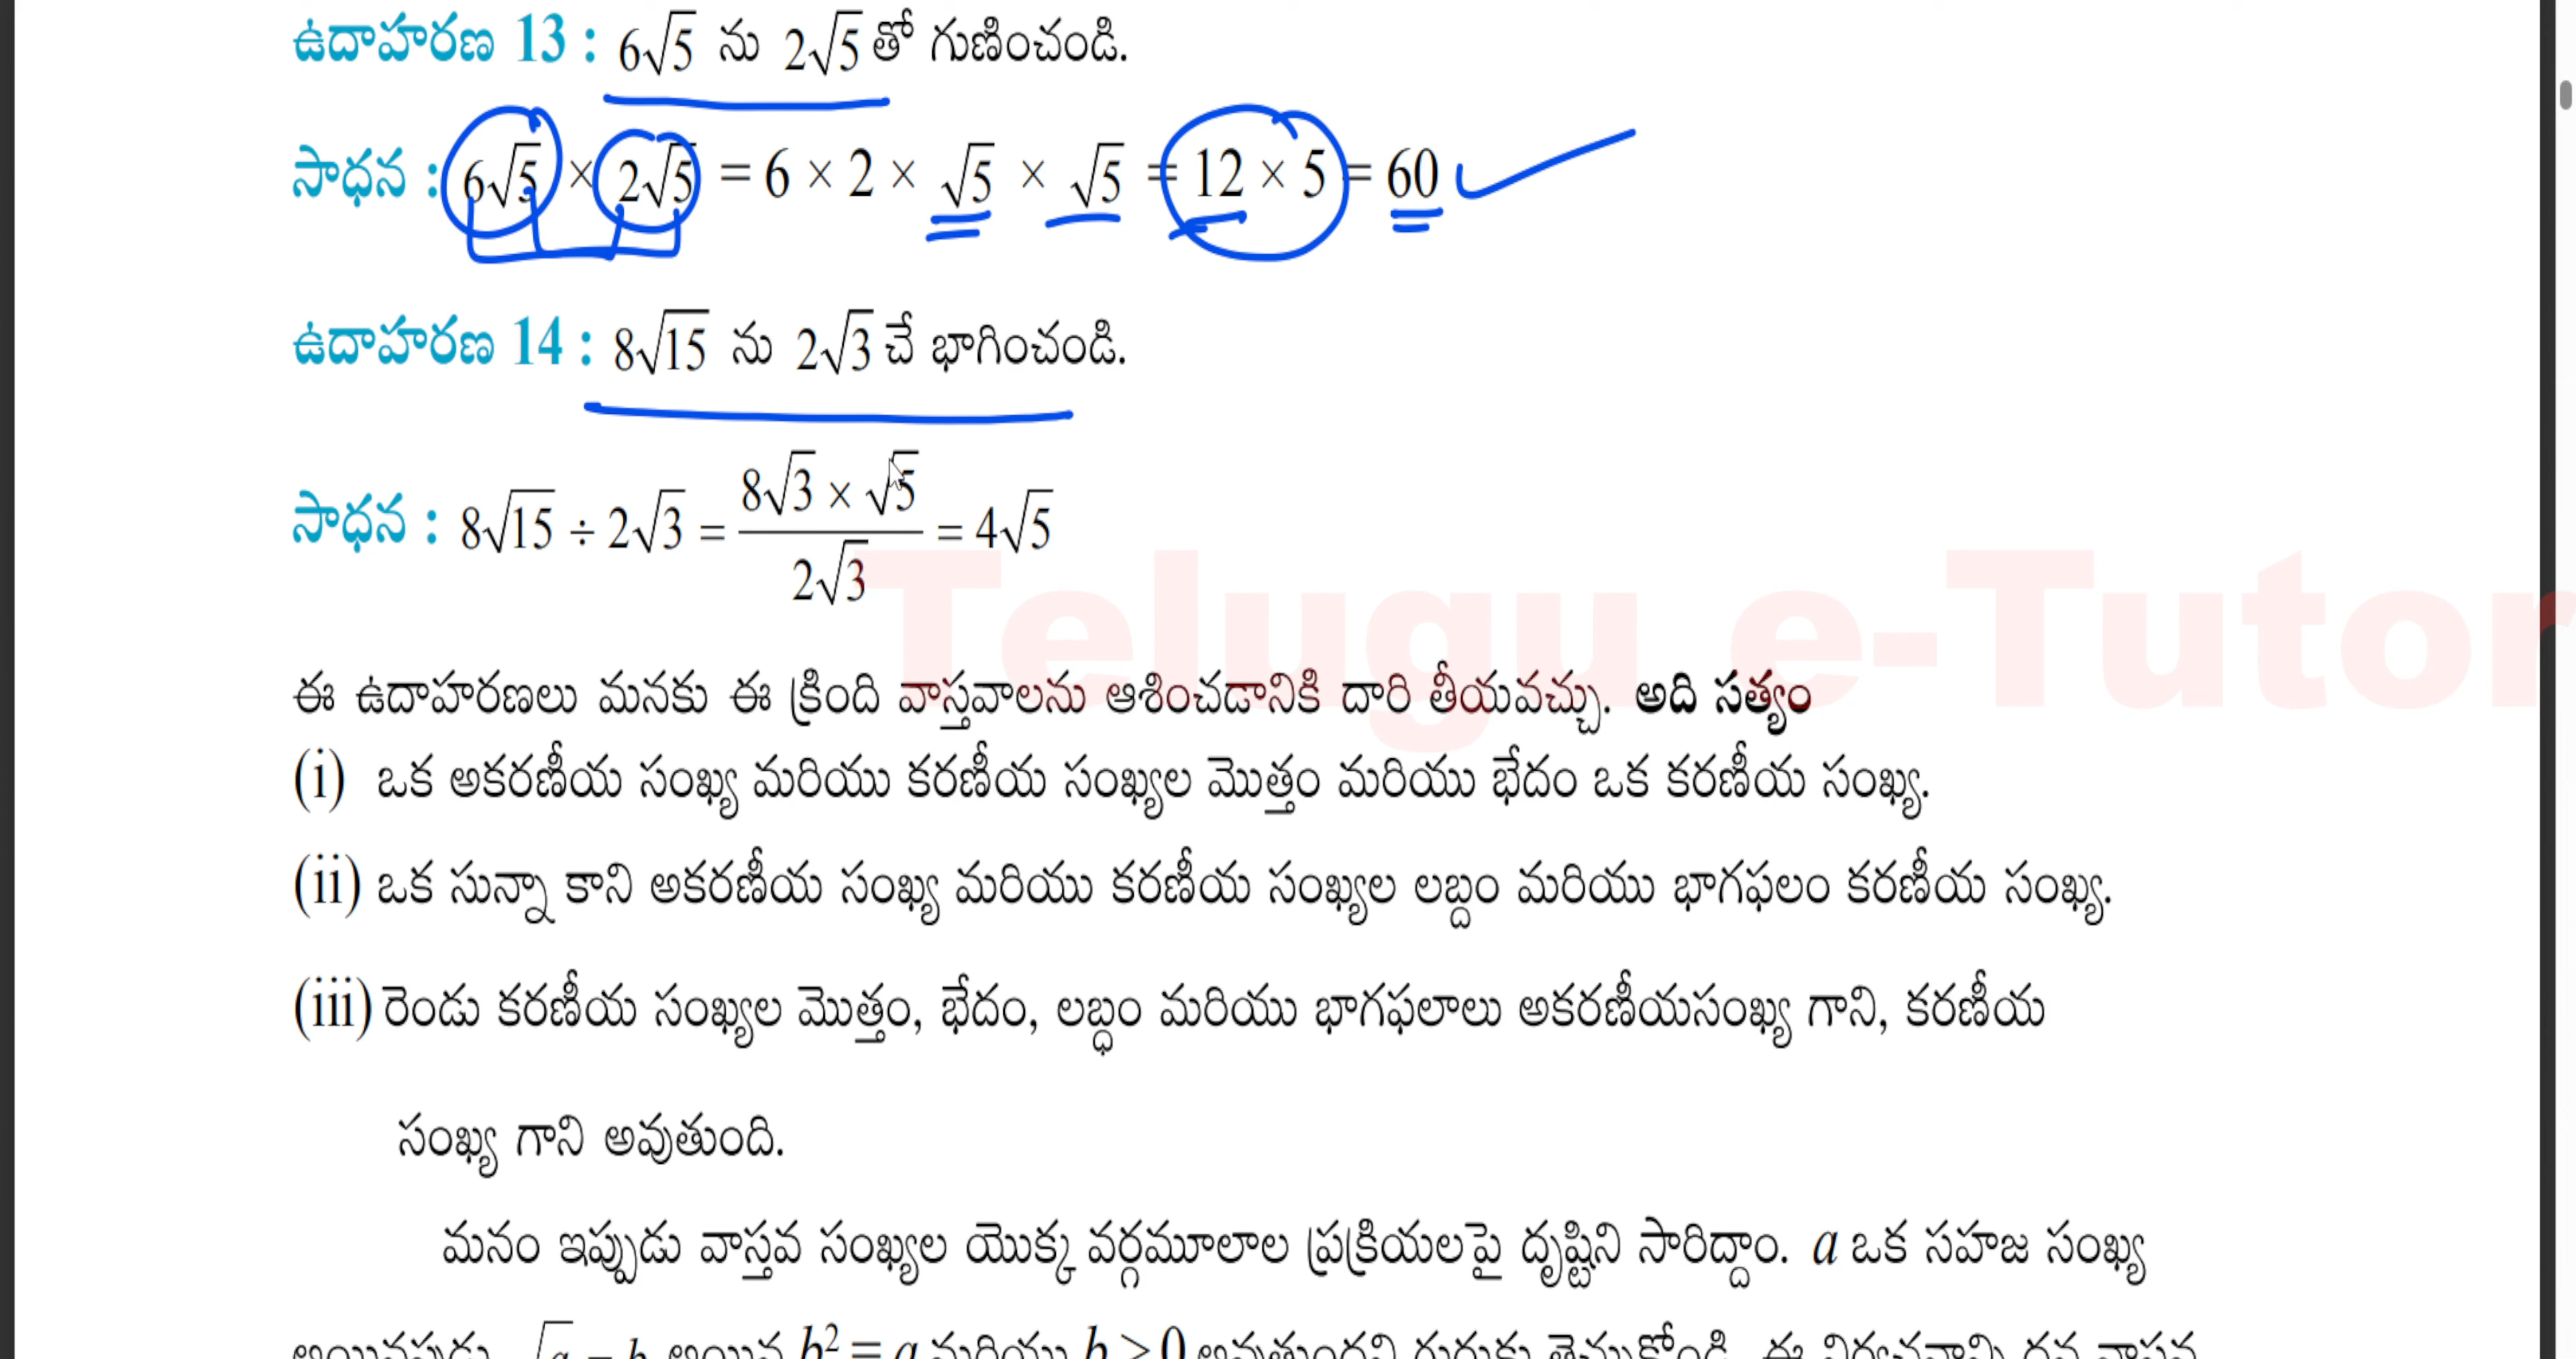 ఉదాహరణ 13 : 6√5 ను 2√5 తో గుణించండి.
సాధన : 6√5 × 2√5 = 6 × 2 × √5 × √5 = 12 × 5 = 60
ఉదాహరణ 14 : 8√15 ను 2√3 చే భాగించండి.
సాధన : 8√15 ÷ 2√3 = (8√3 × √5) / (2√3) = 4√5
Telugu e-Tutor
ఈ ఉదాహరణలు మనకు ఈ క్రింది వాస్తవాలను ఆశించడానికి దారి తీయవచ్చు. అది సత్యం
(i) ఒక అకరణీయ సంఖ్య మరియు కరణీయ సంఖ్యల మొత్తం మరియు భేదం ఒక కరణీయ సంఖ్య.
(ii) ఒక సున్నా కాని అకరణీయ సంఖ్య మరియు కరణీయ సంఖ్యల లబ్దం మరియు భాగఫలం కరణీయ సంఖ్య.
(iii) రెండు కరణీయ సంఖ్యల మొత్తం, భేదం, లబ్ధం మరియు భాగఫలాలు అకరణీయసంఖ్య గాని, కరణీయ
సంఖ్య గాని అవుతుంది.
మనం ఇప్పుడు వాస్తవ సంఖ్యల యొక్క వర్గమూలాల ప్రక్రియలపై దృష్టిని సారిద్దాం. a ఒక సహజ సంఖ్య
b² = a మరియు b > 0